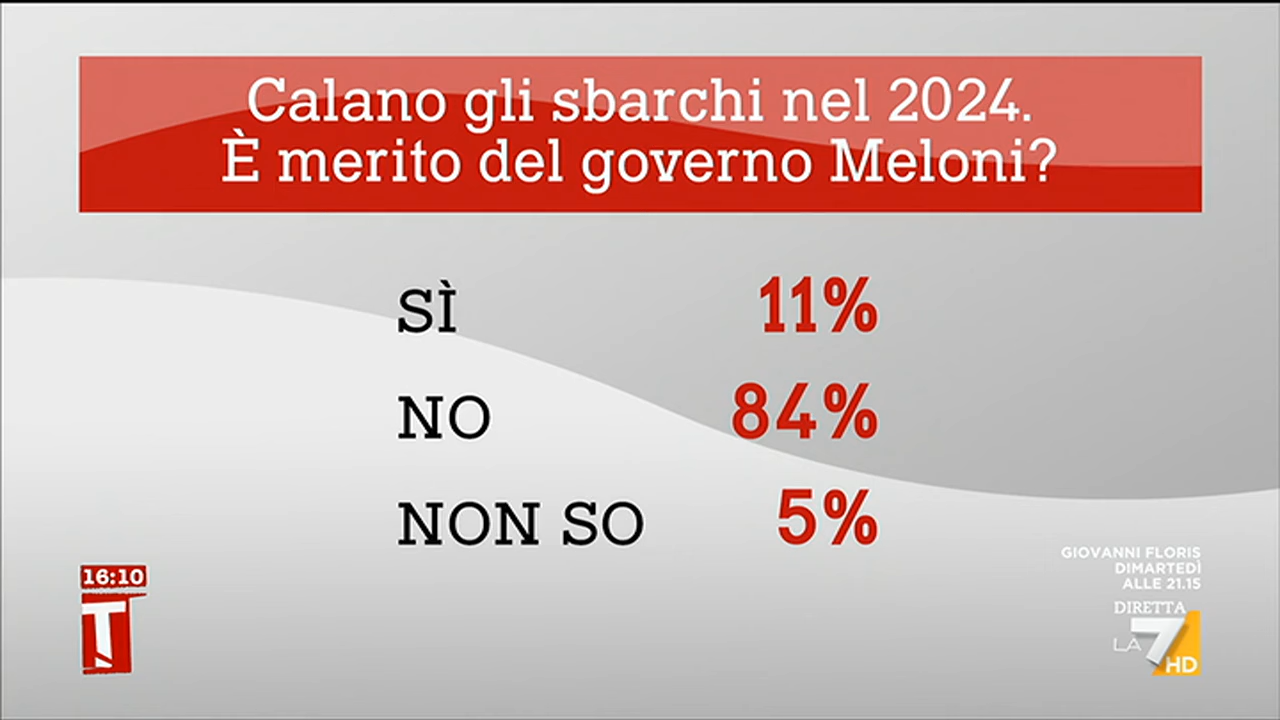 Calano gli sbarchi nel 2024.
È merito del governo Meloni?
SÌ 11%
NO 84%
NON SO 5%
16:10
T
GIOVANNI FLORIS
DIMARTEDÌ
ALLE 21.15
DIRETTA
LA 7 HD